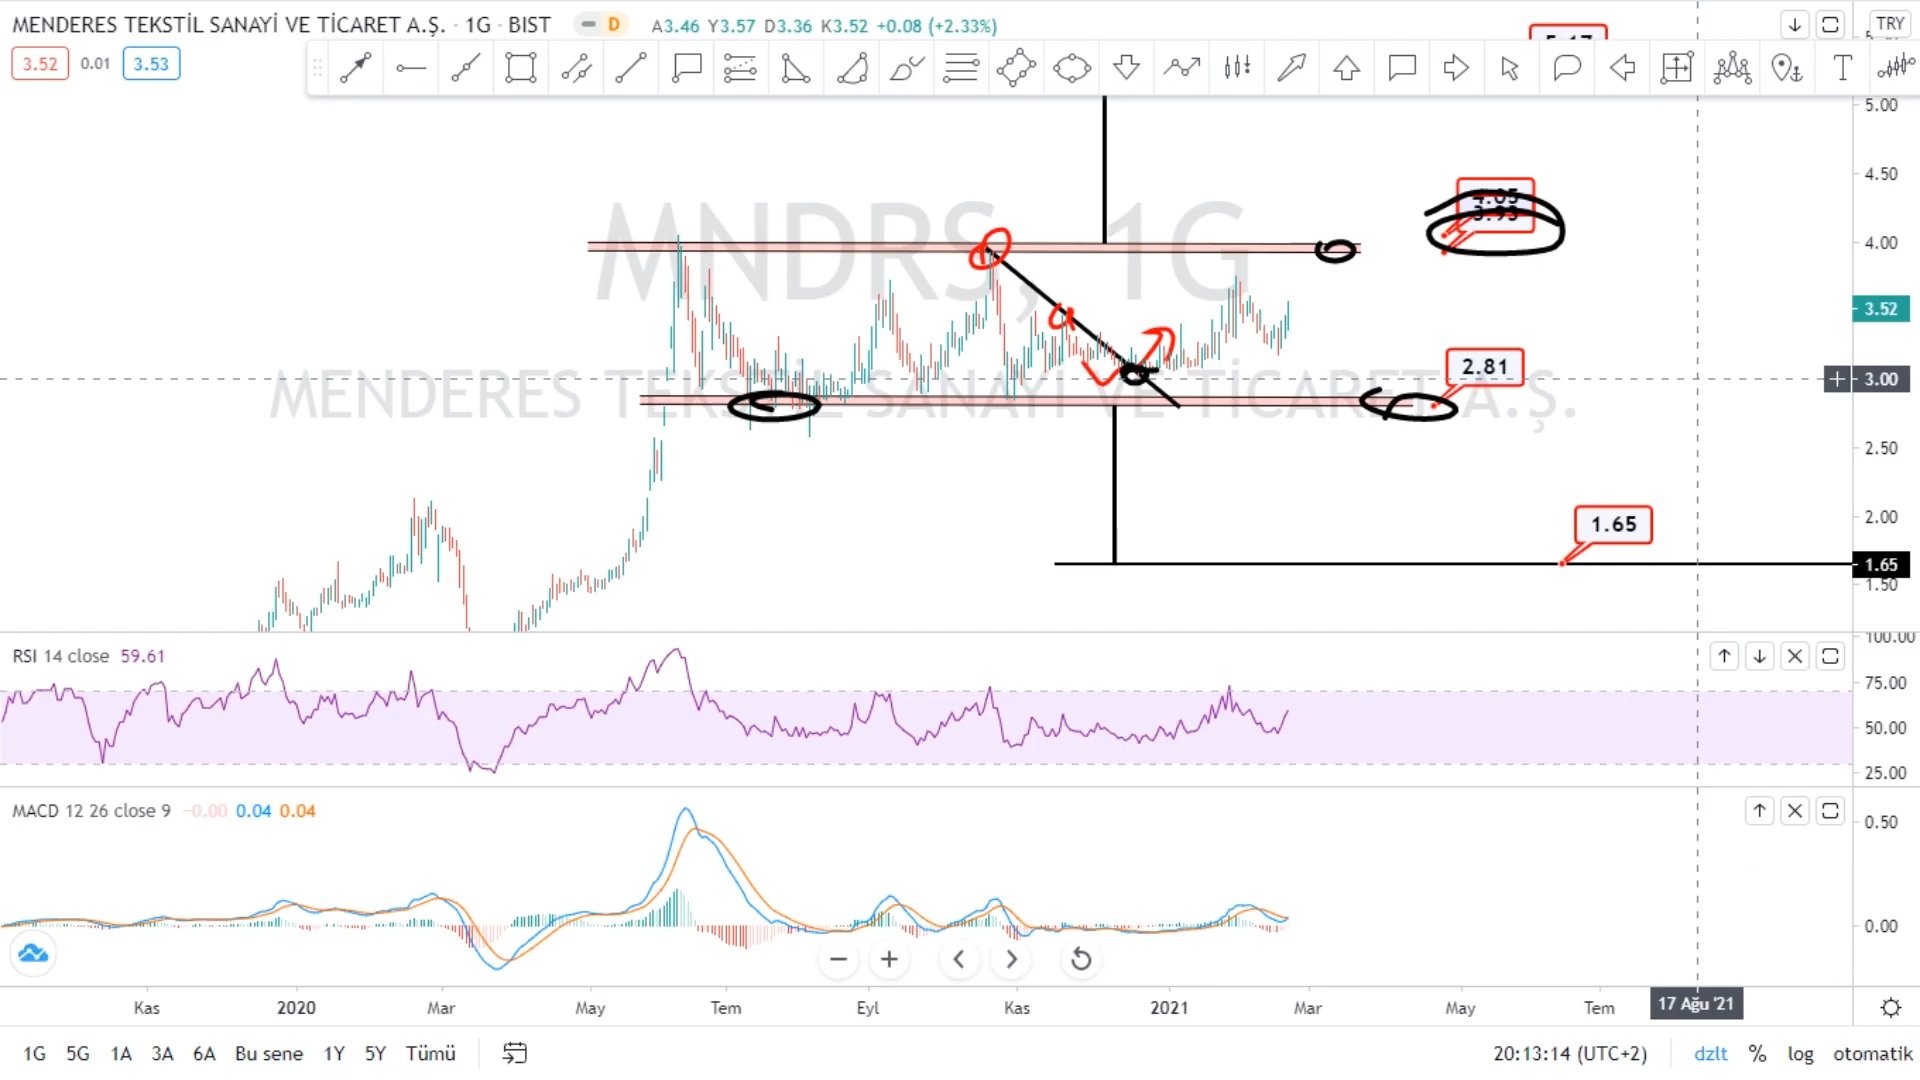 MENDERES TEKSTİL SANAYİ VE TİCARET A.Ş. · 1G · BIST D A3.46 Y3.57 D3.36 K3.52 +0.08 (+2.33%)
TRY
3.52 0.01 3.53
5.00
4.50
4.05
3.93
4.00
MNDRS, 1G
3.52
2.81
MENDERES TEKSTİL SANAYİ VE TİCARET A.Ş.
3.00
2.50
2.00
1.65
1.65
1.50
100.00
RSI 14 close 59.61
75.00
50.00
25.00
MACD 12 26 close 9 −0.00 0.04 0.04
0.50
0.00
Kas 2020 Mar May Tem Eyl Kas 2021 Mar May Tem 17 Ağu '21
1G 5G 1A 3A 6A Bu sene 1Y 5Y Tümü 20:13:14 (UTC+2) dzlt % log otomatik